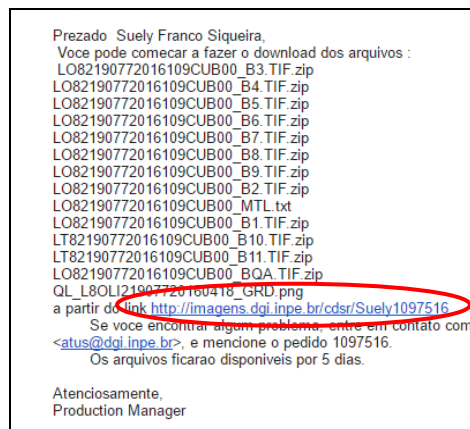 Prezado Suely Franco Siqueira,
Voce pode comecar a fazer o download dos arquivos :
LO82190772016109CUB00_B3.TIF.zip
LO82190772016109CUB00_B4.TIF.zip
LO82190772016109CUB00_B5.TIF.zip
LO82190772016109CUB00_B6.TIF.zip
LO82190772016109CUB00_B7.TIF.zip
LO82190772016109CUB00_B8.TIF.zip
LO82190772016109CUB00_B9.TIF.zip
LO82190772016109CUB00_B2.TIF.zip
LO82190772016109CUB00_MTL.txt
LO82190772016109CUB00_B1.TIF.zip
LT82190772016109CUB00_B10.TIF.zip
LT82190772016109CUB00_B11.TIF.zip
LO82190772016109CUB00_BQA.TIF.zip
QL_L8OLI21907720160418_GRD.png
a partir do link http://imagens.dgi.inpe.br/cdsr/Suely1097516
Se voce encontrar algum problema, entre em contato com
<atus@dgi.inpe.br>, e mencione o pedido 1097516.
Os arquivos ficarao disponiveis por 5 dias.
Atenciosamente,
Production Manager